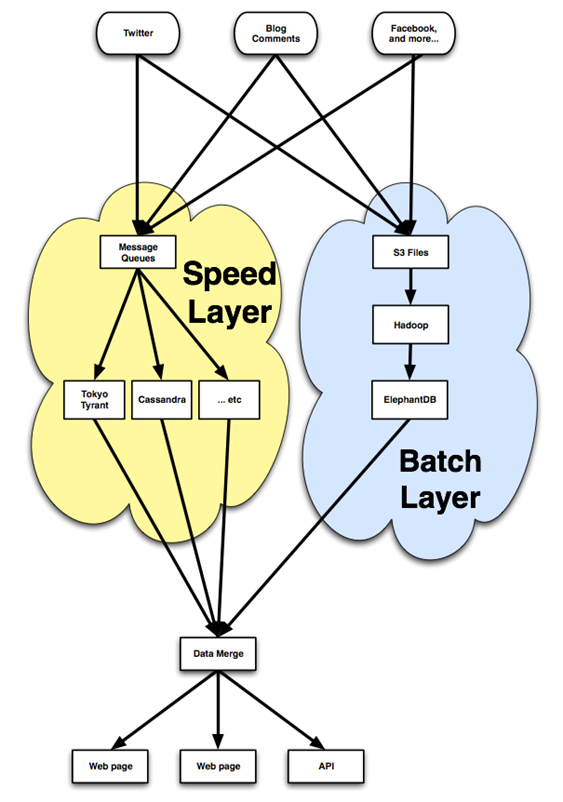 Twitter
Blog
Comments
Facebook,
and more...
Message
Queues
Speed
Layer
S3 Files
Hadoop
Tokyo
Tyrant
Cassandra
... etc
ElephantDB
Batch
Layer
Data Merge
Web page
Web page
API